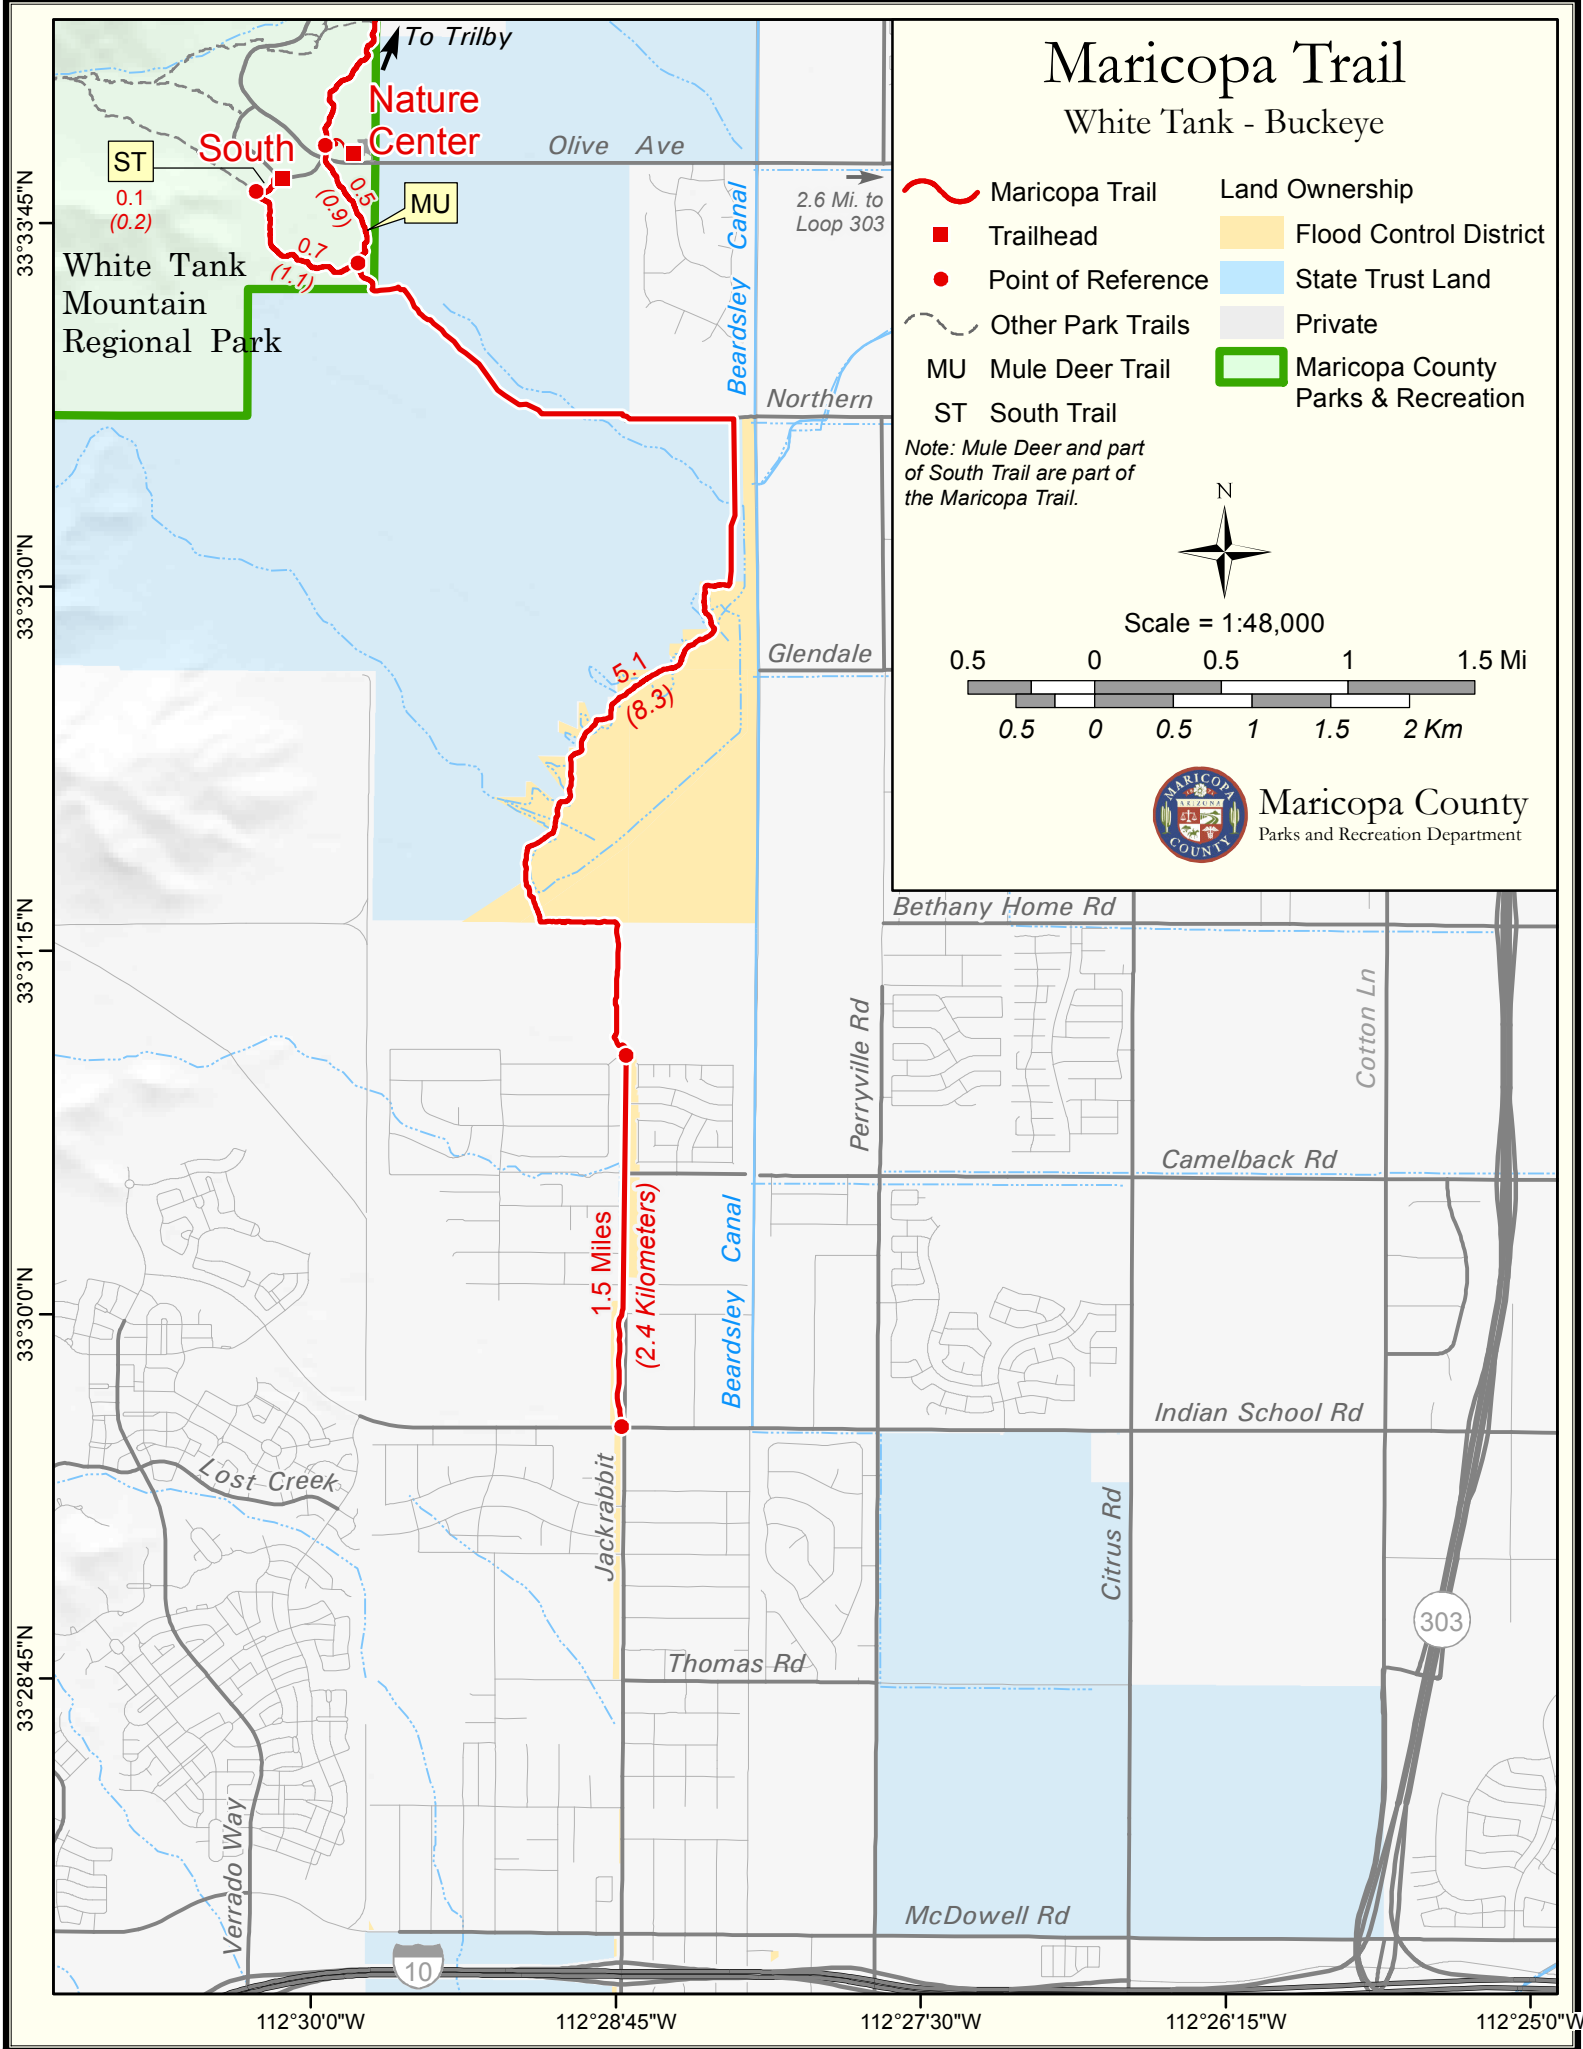 Maricopa Trail
White Tank - Buckeye
Maricopa Trail
Trailhead
Point of Reference
Other Park Trails
MU Mule Deer Trail
ST South Trail
Note: Mule Deer and part
of South Trail are part of
the Maricopa Trail.
Land Ownership
Flood Control District
State Trust Land
Private
Maricopa County
Parks & Recreation
N
Scale = 1:48,000
0.5 0 0.5 1 1.5 Mi
0.5 0 0.5 1 1.5 2 Km
MARICOPA
ARIZONA
COUNTY
Maricopa County
Parks and Recreation Department
To Trilby
Nature
Center
South
ST
0.1
(0.2)
0.5
(0.9)
MU
0.7
(1.1)
White Tank
Mountain
Regional Park
Olive Ave
2.6 Mi. to
Loop 303
Beardsley Canal
Northern
Glendale
5.1
(8.3)
Bethany Home Rd
Perryville Rd
Cotton Ln
Camelback Rd
1.5 Miles
(2.4 Kilometers)
Beardsley Canal
Indian School Rd
Lost Creek
Jackrabbit
Citrus Rd
303
Thomas Rd
Verrado Way
McDowell Rd
10
33°33'45"N
33°32'30"N
33°31'15"N
33°30'0"N
33°28'45"N
112°30'0"W
112°28'45"W
112°27'30"W
112°26'15"W
112°25'0"W